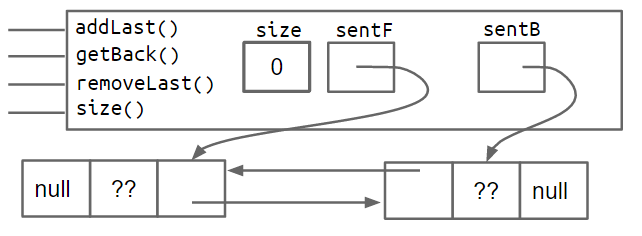 addLast()
getBack()
removeLast()
size()
size sentF sentB
0
null ??
?? null